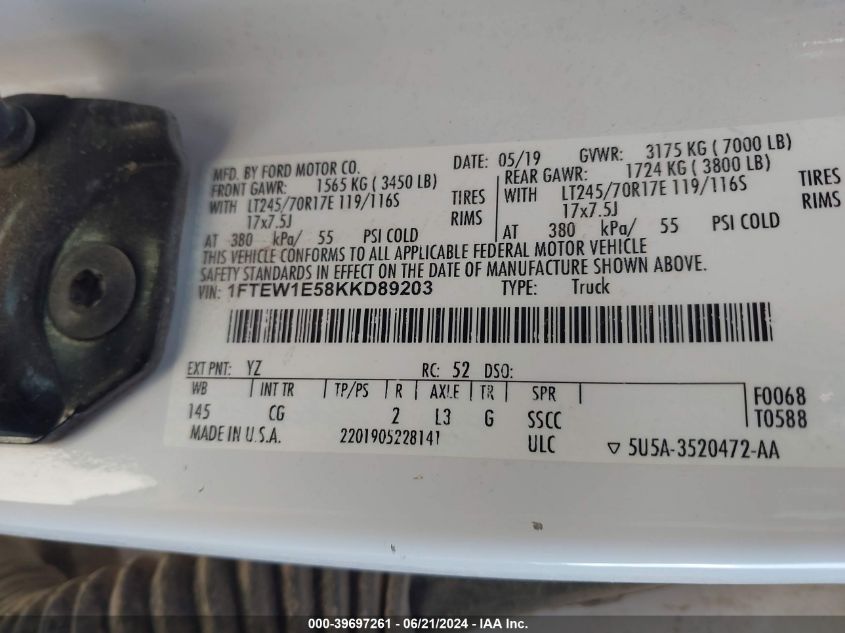 MFD. BY FORD MOTOR CO. DATE: 05/19 GVWR: 3175 KG ( 7000 LB)
FRONT GAWR: 1565 KG ( 3450 LB) REAR GAWR: 1724 KG ( 3800 LB)
WITH LT245/70R17E 119/116S TIRES WITH LT245/70R17E 119/116S TIRES
17x7.5J RIMS 17x7.5J RIMS
AT 380 kPa/ 55 PSI COLD AT 380 kPa/ 55 PSI COLD
THIS VEHICLE CONFORMS TO ALL APPLICABLE FEDERAL MOTOR VEHICLE
SAFETY STANDARDS IN EFFECT ON THE DATE OF MANUFACTURE SHOWN ABOVE.
VIN: 1FTEW1E58KKD89203 TYPE: Truck
EXT PNT: YZ RC: 52 DSO:
WB INT TR TP/PS R AXLE TR SPR F0068
145 CG 2 L3 G SSCC T0588
MADE IN U.S.A. 2201905228141 ULC ▽ 5U5A-3520472-AA
000-39697261 - 06/21/2024 - IAA Inc.